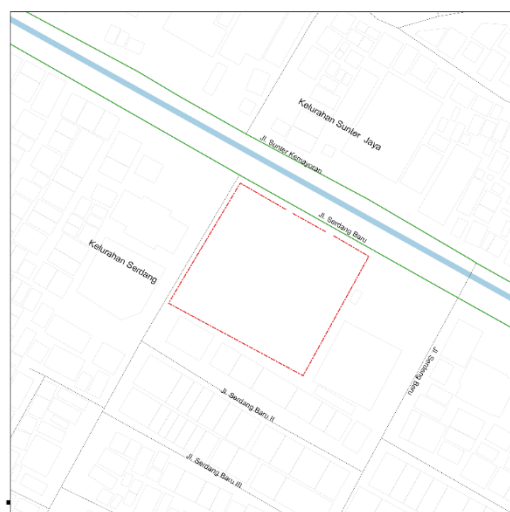 Kelurahan Sunter Jaya
Jl. Sunter Kemayoran
Jl. Serdang Baru
Kelurahan Serdang
Jl. Serdang Baru
Jl. Serdang Baru II
Jl. Serdang Baru III